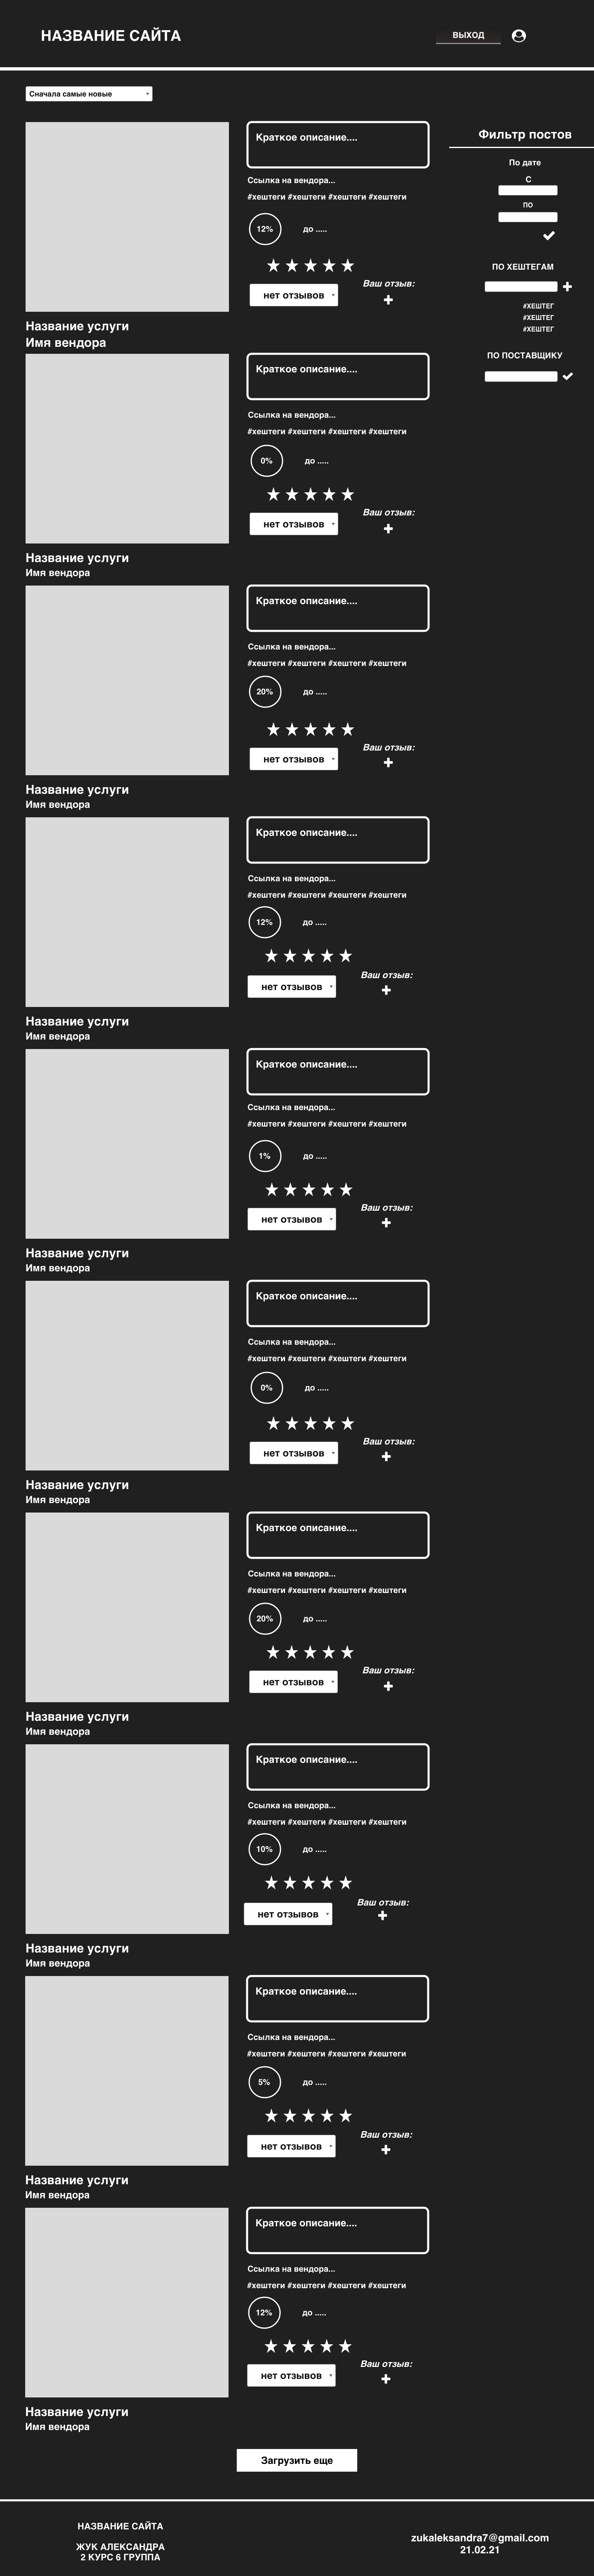 НАЗВАНИЕ САЙТА
ВЫХОД
Сначала самые новые
Краткое описание....
Ссылка на вендора...
#хештеги #хештеги #хештеги #хештеги
12%
до .....
Ваш отзыв:
нет отзывов
Название услуги
Имя вендора
Фильтр постов
По дате
С
ПО
ПО ХЕШТЕГАМ
#ХЕШТЕГ
#ХЕШТЕГ
#ХЕШТЕГ
ПО ПОСТАВЩИКУ
Краткое описание....
Ссылка на вендора...
#хештеги #хештеги #хештеги #хештеги
0%
до .....
Ваш отзыв:
нет отзывов
Название услуги
Имя вендора
Краткое описание....
Ссылка на вендора...
#хештеги #хештеги #хештеги #хештеги
20%
до .....
Ваш отзыв:
нет отзывов
Название услуги
Имя вендора
Краткое описание....
Ссылка на вендора...
#хештеги #хештеги #хештеги #хештеги
12%
до .....
Ваш отзыв:
нет отзывов
Название услуги
Имя вендора
Краткое описание....
Ссылка на вендора...
#хештеги #хештеги #хештеги #хештеги
1%
до .....
Ваш отзыв:
нет отзывов
Название услуги
Имя вендора
Краткое описание....
Ссылка на вендора...
#хештеги #хештеги #хештеги #хештеги
0%
до .....
Ваш отзыв:
нет отзывов
Название услуги
Имя вендора
Краткое описание....
Ссылка на вендора...
#хештеги #хештеги #хештеги #хештеги
20%
до .....
Ваш отзыв:
нет отзывов
Название услуги
Имя вендора
Краткое описание....
Ссылка на вендора...
#хештеги #хештеги #хештеги #хештеги
10%
до .....
Ваш отзыв:
нет отзывов
Название услуги
Имя вендора
Краткое описание....
Ссылка на вендора...
#хештеги #хештеги #хештеги #хештеги
5%
до .....
Ваш отзыв:
нет отзывов
Название услуги
Имя вендора
Краткое описание....
Ссылка на вендора...
#хештеги #хештеги #хештеги #хештеги
12%
до .....
Ваш отзыв:
нет отзывов
Название услуги
Имя вендора
Загрузить еще
НАЗВАНИЕ САЙТА
ЖУК АЛЕКСАНДРА
2 КУРС 6 ГРУППА
zukaleksandra7@gmail.com
21.02.21